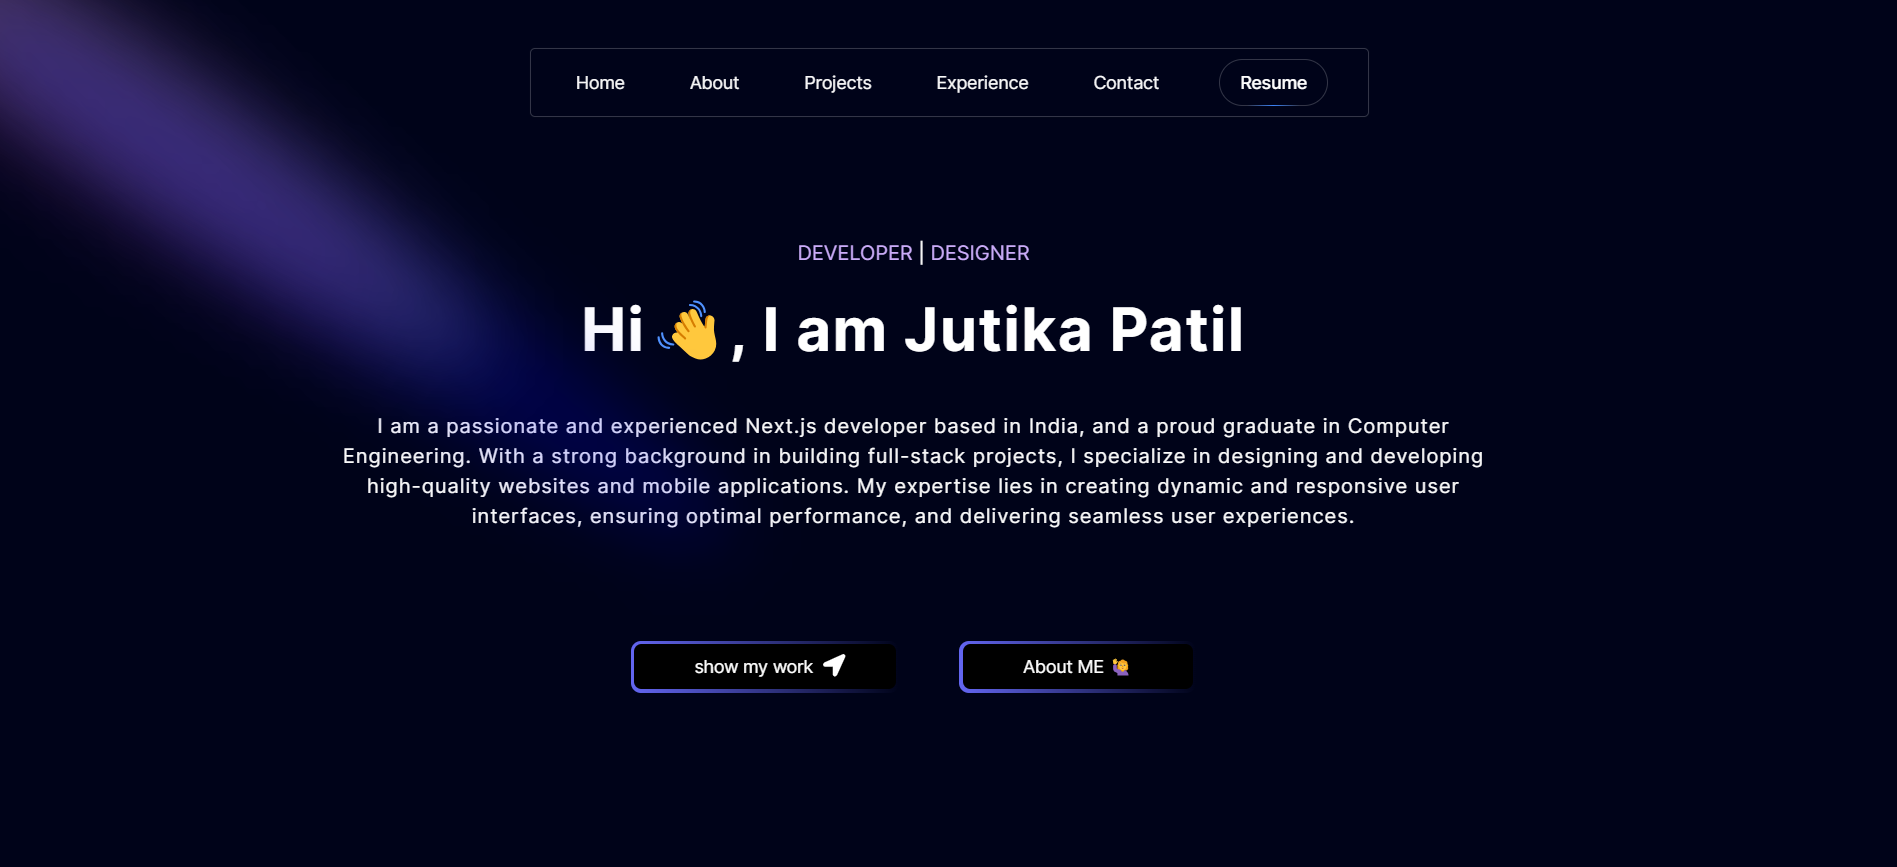 Home About Projects Experience Contact Resume
DEVELOPER | DESIGNER
Hi 👋, I am Jutika Patil
I am a passionate and experienced Next.js developer based in India, and a proud graduate in Computer
Engineering. With a strong background in building full-stack projects, I specialize in designing and developing
high-quality websites and mobile applications. My expertise lies in creating dynamic and responsive user
interfaces, ensuring optimal performance, and delivering seamless user experiences.
show my work About ME 🙋‍♀️